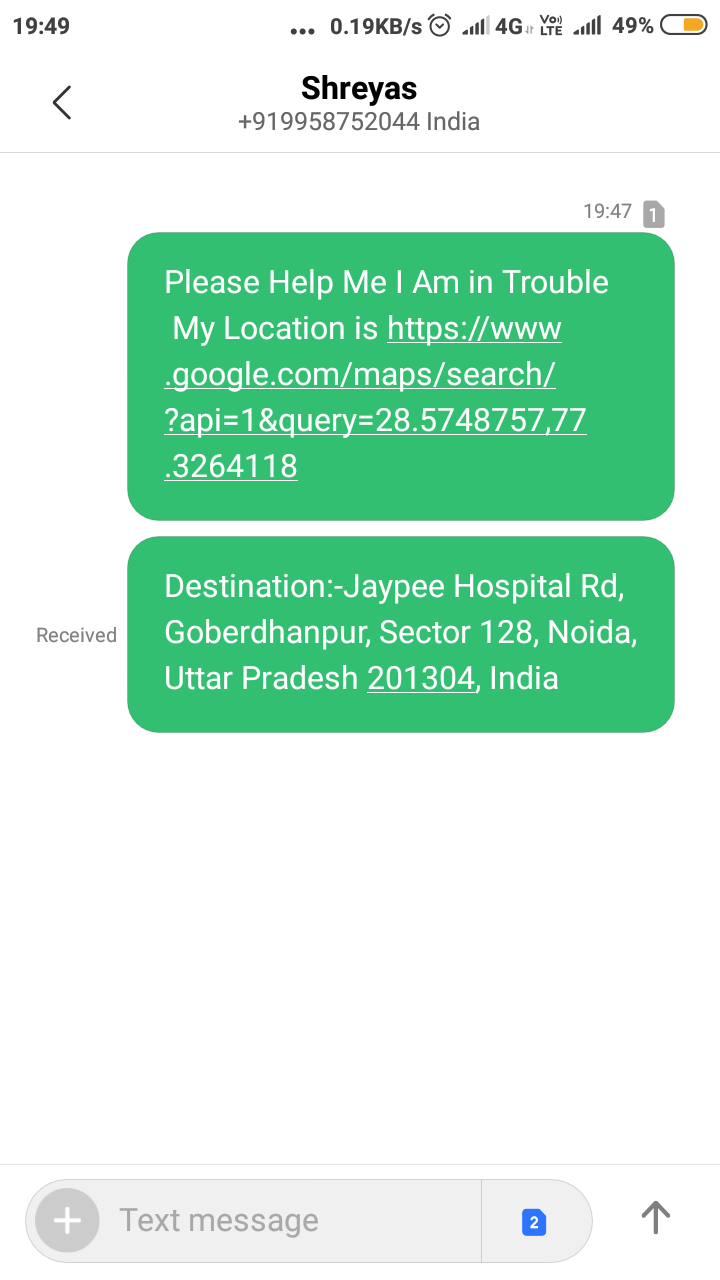 19:49 ... 0.19KB/s 4G Vo)) LTE 49%
Shreyas
+919958752044 India
19:47 1
Please Help Me I Am in Trouble
My Location is https://www
.google.com/maps/search/
?api=1&query=28.5748757,77
.3264118
Destination:-Jaypee Hospital Rd,
Received Goberdhanpur, Sector 128, Noida,
Uttar Pradesh 201304, India
Text message 2